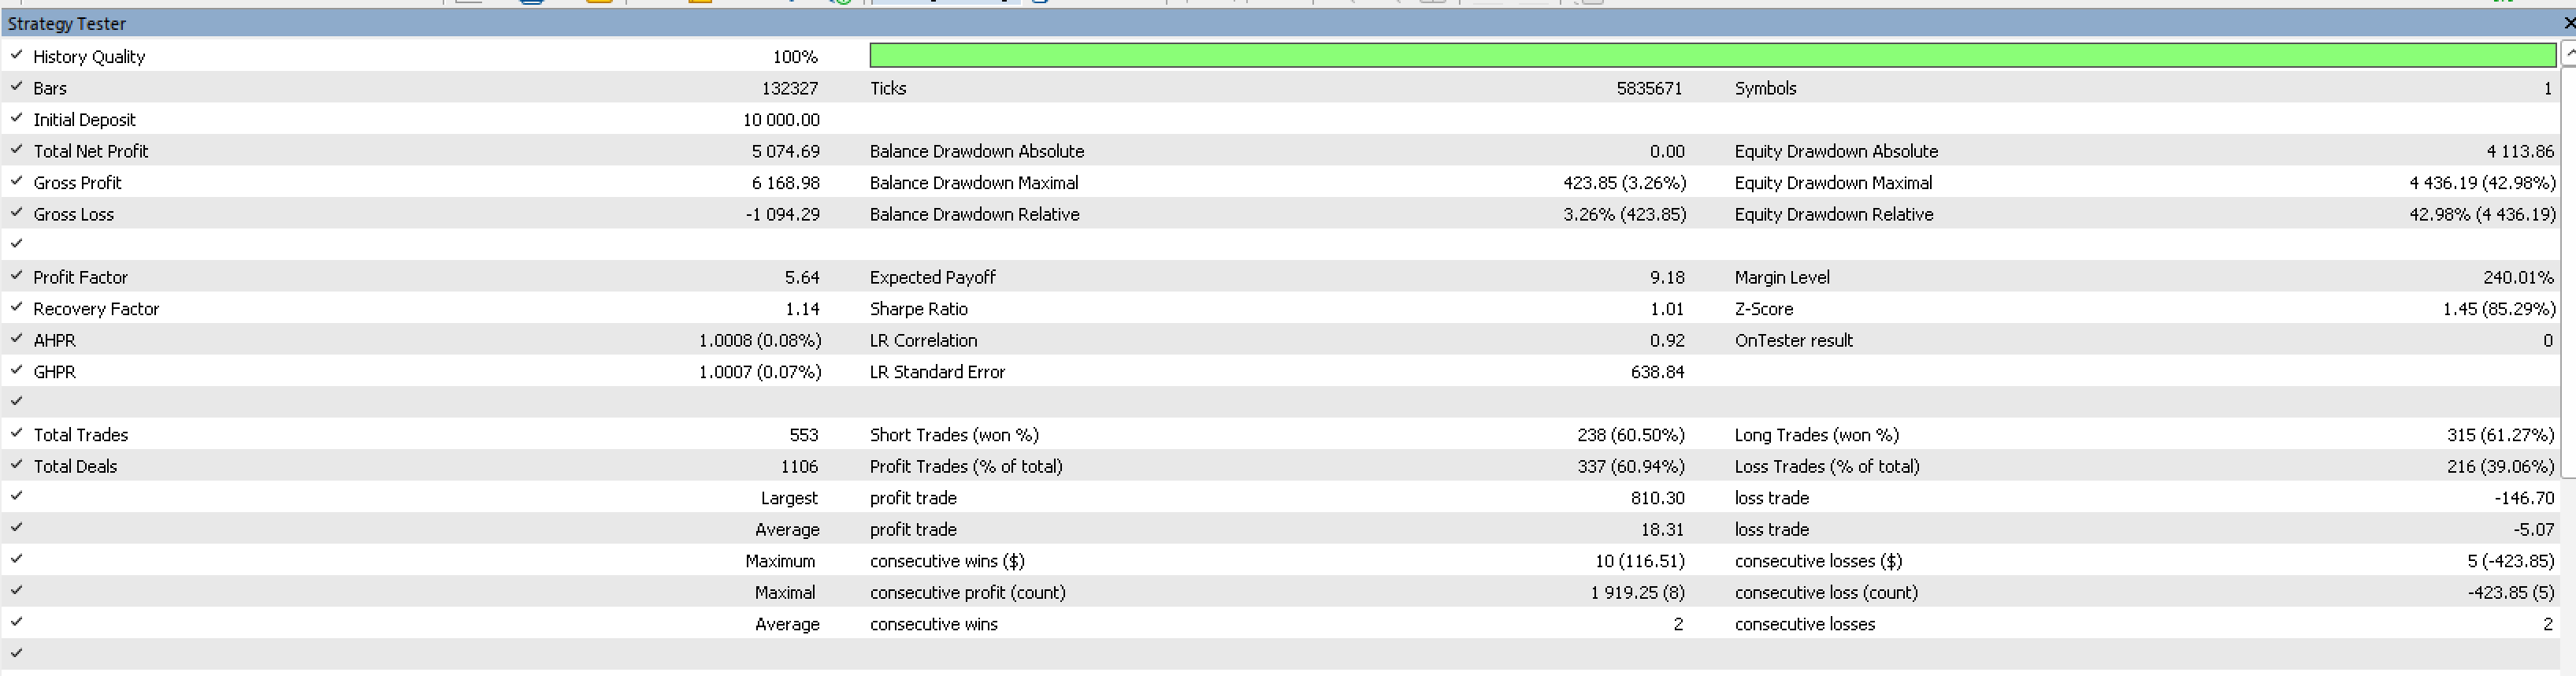 Strategy Tester
History Quality 100%
Bars 132327 Ticks 5835671 Symbols 1
Initial Deposit 10 000.00
Total Net Profit 5 074.69 Balance Drawdown Absolute 0.00 Equity Drawdown Absolute 4 113.86
Gross Profit 6 168.98 Balance Drawdown Maximal 423.85 (3.26%) Equity Drawdown Maximal 4 436.19 (42.98%)
Gross Loss -1 094.29 Balance Drawdown Relative 3.26% (423.85) Equity Drawdown Relative 42.98% (4 436.19)
Profit Factor 5.64 Expected Payoff 9.18 Margin Level 240.01%
Recovery Factor 1.14 Sharpe Ratio 1.01 Z-Score 1.45 (85.29%)
AHPR 1.0008 (0.08%) LR Correlation 0.92 OnTester result 0
GHPR 1.0007 (0.07%) LR Standard Error 638.84
Total Trades 553 Short Trades (won %) 238 (60.50%) Long Trades (won %) 315 (61.27%)
Total Deals 1106 Profit Trades (% of total) 337 (60.94%) Loss Trades (% of total) 216 (39.06%)
Largest profit trade 810.30 loss trade -146.70
Average profit trade 18.31 loss trade -5.07
Maximum consecutive wins ($) 10 (116.51) consecutive losses ($) 5 (-423.85)
Maximal consecutive profit (count) 1 919.25 (8) consecutive loss (count) -423.85 (5)
Average consecutive wins 2 consecutive losses 2